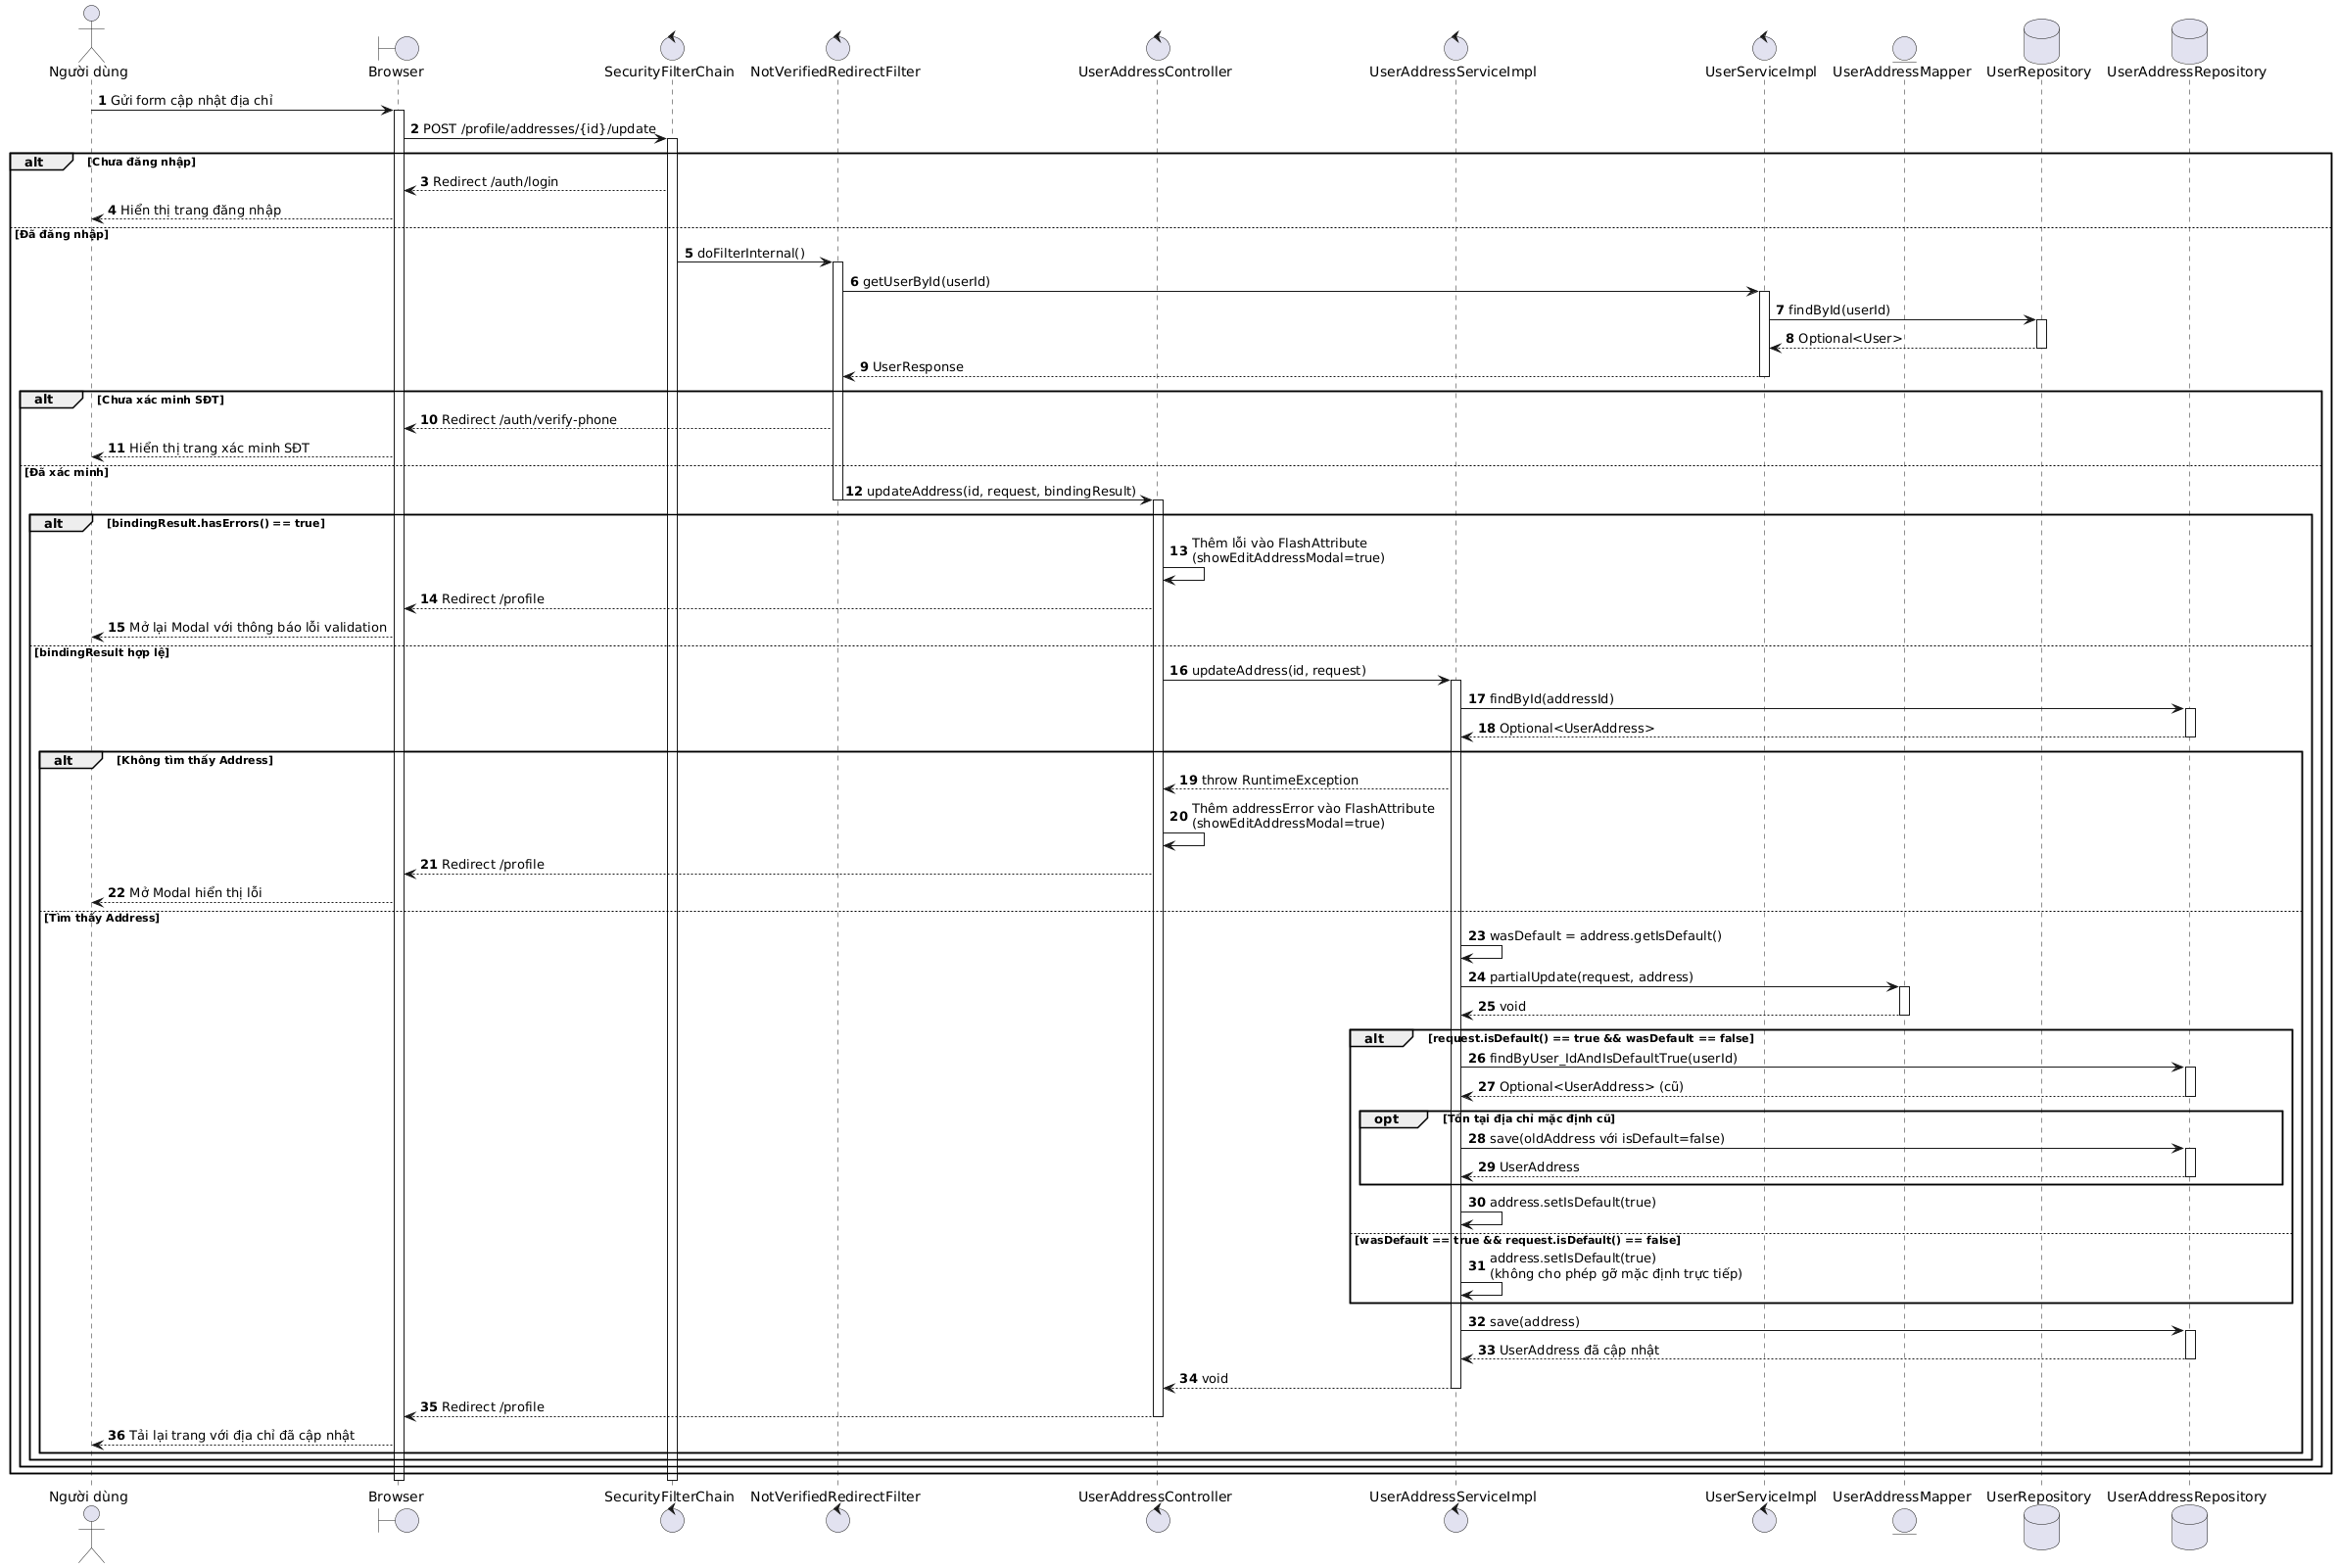 Người dùng
Browser
SecurityFilterChain
NotVerifiedRedirectFilter
UserAddressController
UserAddressServiceImpl
UserServiceImpl
UserAddressMapper
UserRepository
UserAddressRepository
1 Gửi form cập nhật địa chỉ
2 POST /profile/addresses/{id}/update
alt [Chưa đăng nhập]
3 Redirect /auth/login
4 Hiển thị trang đăng nhập
[Đã đăng nhập]
5 doFilterInternal()
6 getUserById(userId)
7 findById(userId)
8 Optional<User>
9 UserResponse
alt [Chưa xác minh SĐT]
10 Redirect /auth/verify-phone
11 Hiển thị trang xác minh SĐT
[Đã xác minh]
12 updateAddress(id, request, bindingResult)
alt [bindingResult.hasErrors() == true]
13 Thêm lỗi vào FlashAttribute
(showEditAddressModal=true)
14 Redirect /profile
15 Mở lại Modal với thông báo lỗi validation
[bindingResult hợp lệ]
16 updateAddress(id, request)
17 findById(addressId)
18 Optional<UserAddress>
alt [Không tìm thấy Address]
19 throw RuntimeException
20 Thêm addressError vào FlashAttribute
(showEditAddressModal=true)
21 Redirect /profile
22 Mở Modal hiển thị lỗi
[Tìm thấy Address]
23 wasDefault = address.getIsDefault()
24 partialUpdate(request, address)
25 void
alt [request.isDefault() == true && wasDefault == false]
26 findByUser_IdAndIsDefaultTrue(userId)
27 Optional<UserAddress> (cũ)
opt [Tồn tại địa chỉ mặc định cũ]
28 save(oldAddress với isDefault=false)
29 UserAddress
30 address.setIsDefault(true)
[wasDefault == true && request.isDefault() == false]
31 address.setIsDefault(true)
(không cho phép gỡ mặc định trực tiếp)
32 save(address)
33 UserAddress đã cập nhật
34 void
35 Redirect /profile
36 Tải lại trang với địa chỉ đã cập nhật
Người dùng
Browser
SecurityFilterChain
NotVerifiedRedirectFilter
UserAddressController
UserAddressServiceImpl
UserServiceImpl
UserAddressMapper
UserRepository
UserAddressRepository